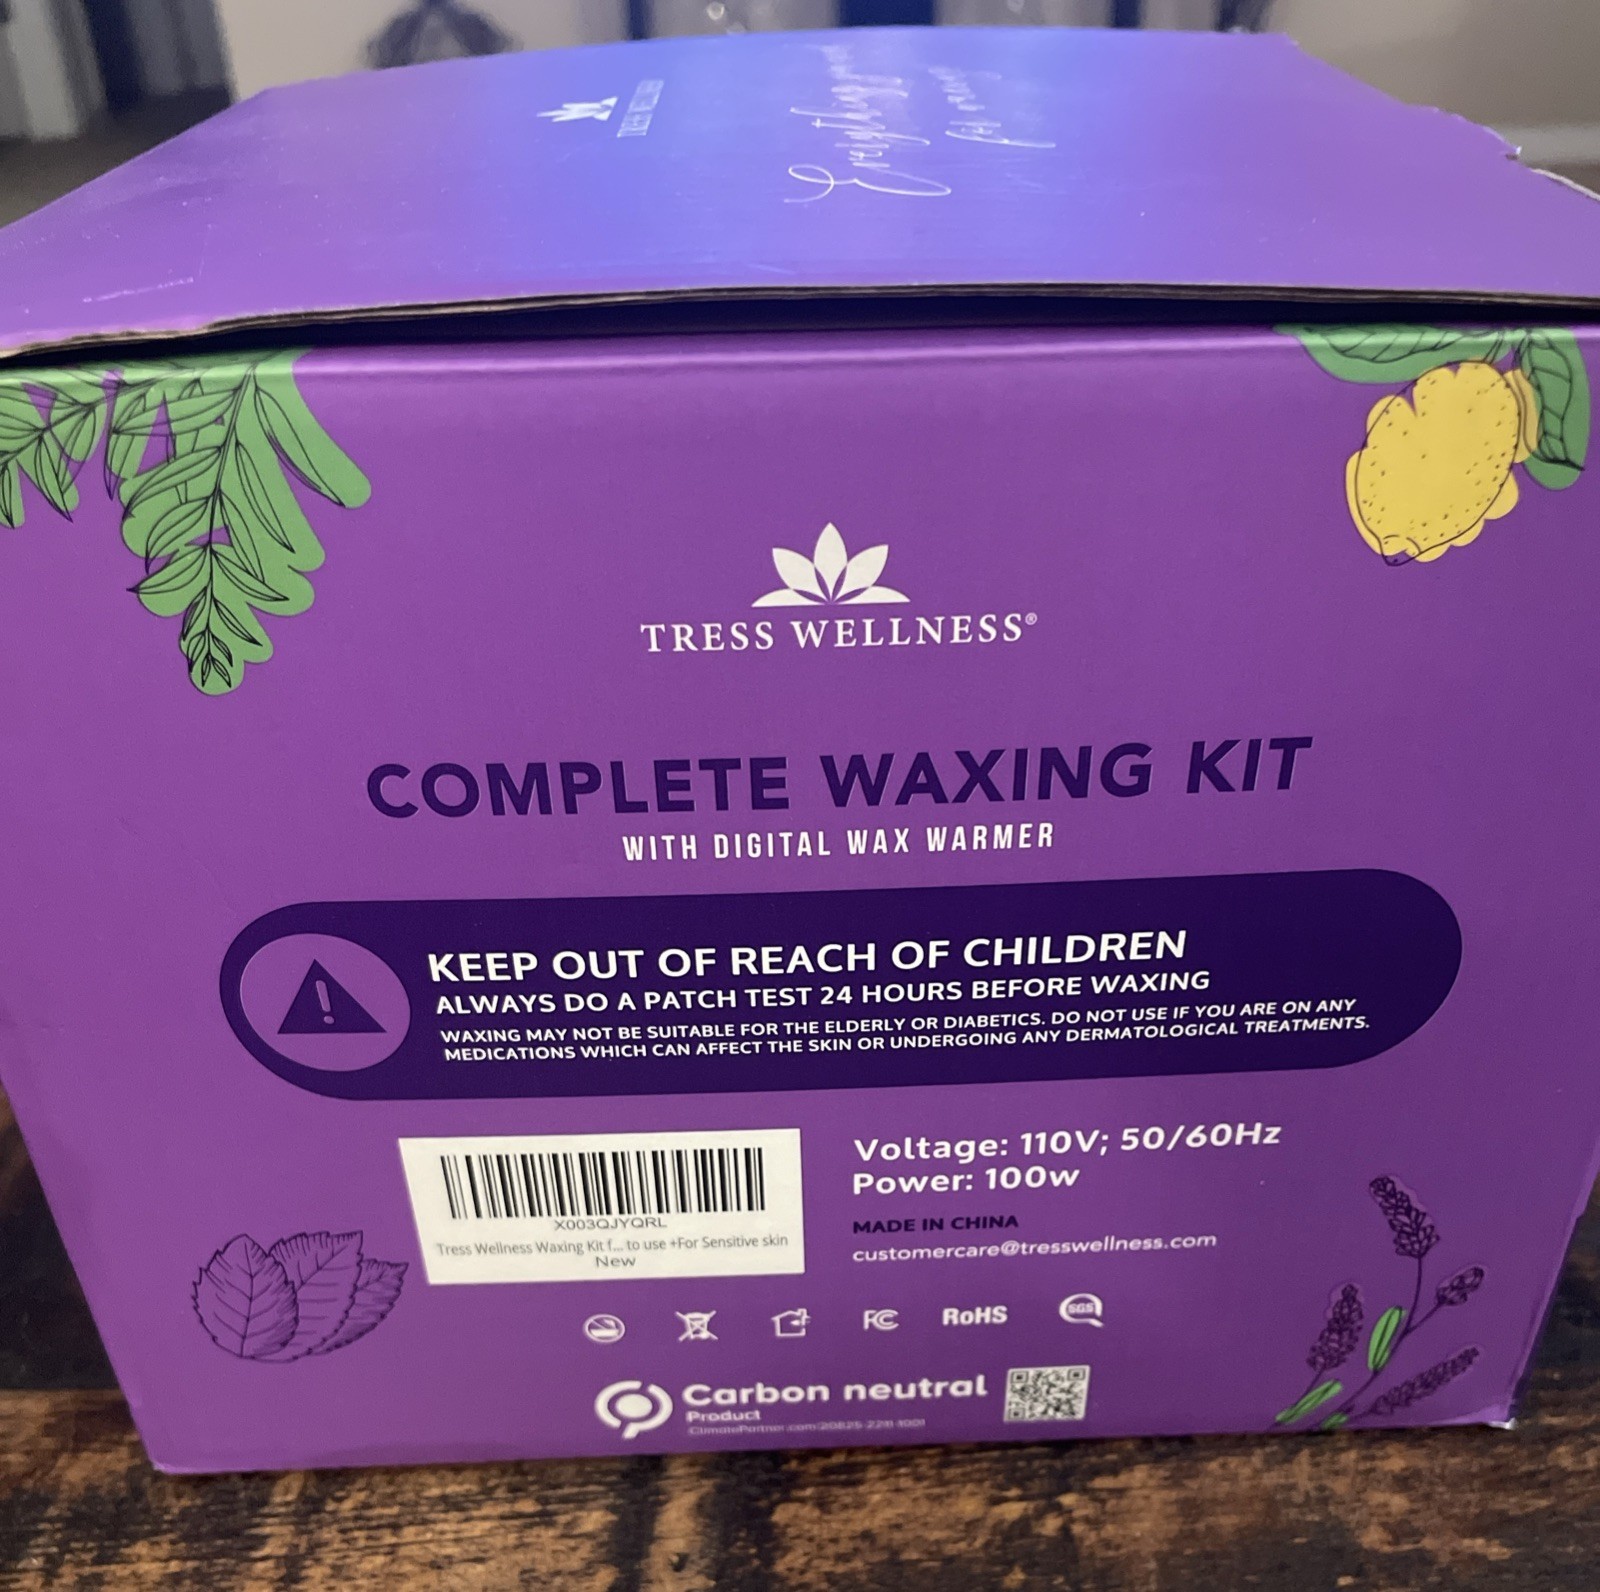 TRESS WELLNESS
Everything you
TRESS WELLNESS®
COMPLETE WAXING KIT
WITH DIGITAL WAX WARMER
KEEP OUT OF REACH OF CHILDREN
ALWAYS DO A PATCH TEST 24 HOURS BEFORE WAXING
WAXING MAY NOT BE SUITABLE FOR THE ELDERLY OR DIABETICS. DO NOT USE IF YOU ARE ON ANY
MEDICATIONS WHICH CAN AFFECT THE SKIN OR UNDERGOING ANY DERMATOLOGICAL TREATMENTS.
X003QJYQRL
Tress Wellness Waxing Kit f... to use +For Sensitive skin
New
Voltage: 110V; 50/60Hz
Power: 100w
MADE IN CHINA
customercare@tresswellness.com
FC
RoHS
SGS
Carbon neutral
Product